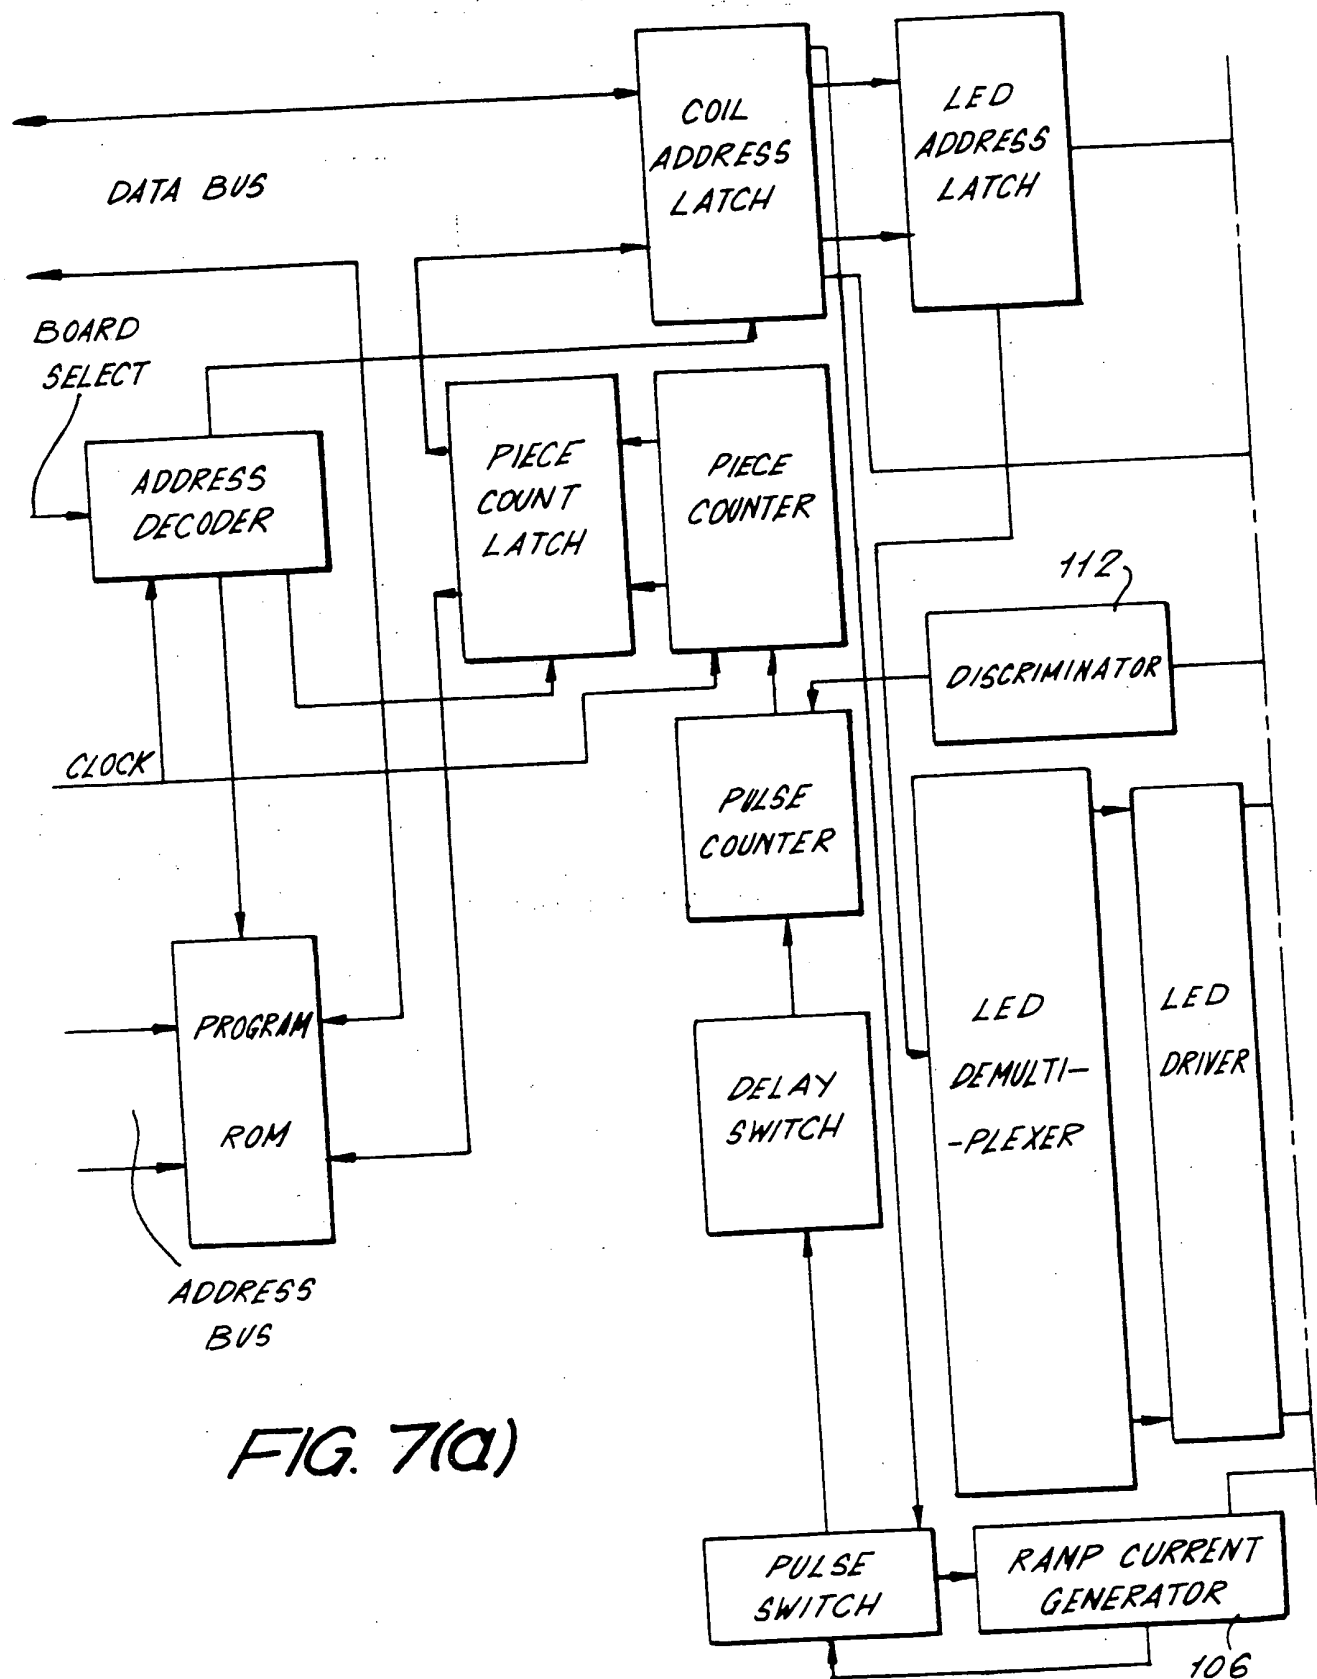 COIL
ADDRESS
LATCH
LED
ADDRESS
LATCH
DATA BUS
BOARD
SELECT
ADDRESS
DECODER
PIECE
COUNT
LATCH
PIECE
COUNTER
112
DISCRIMINATOR
CLOCK
PULSE
COUNTER
PROGRAM
ROM
DELAY
SWITCH
LED
DEMULTI-
-PLEXER
LED
DRIVER
ADDRESS
BUS
FIG. 7(a)
PULSE
SWITCH
RAMP CURRENT
GENERATOR
106